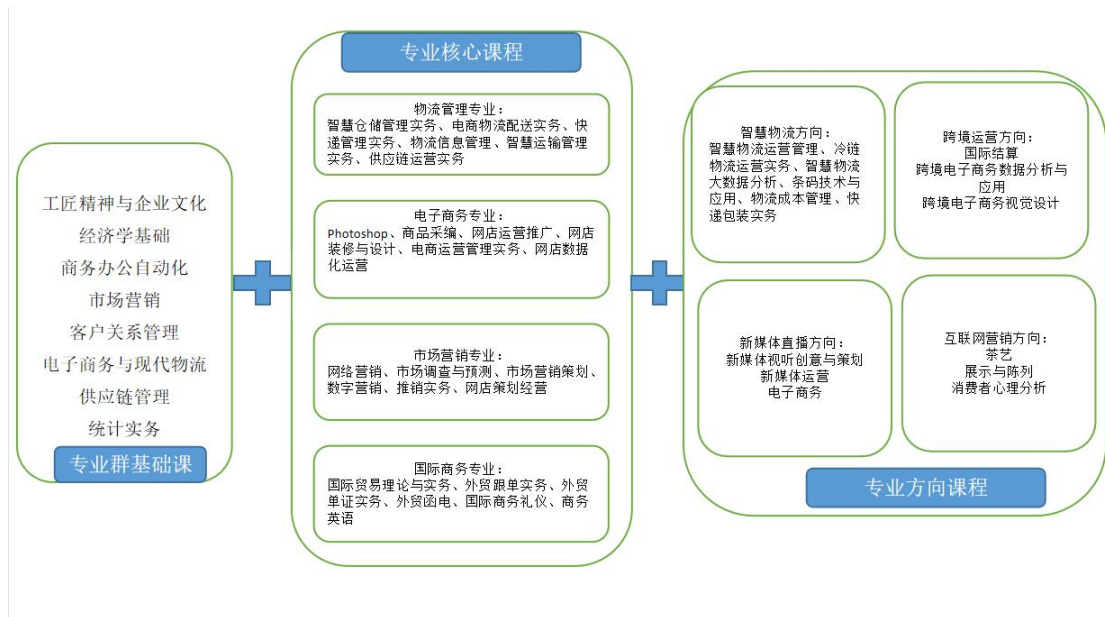 工匠精神与企业文化
经济学基础
商务办公自动化
市场营销
客户关系管理
电子商务与现代物流
供应链管理
统计实务
专业群基础课
专业核心课程
物流管理专业：
智慧仓储管理实务、电商物流配送实务、快
递管理实务、物流信息管理、智慧运输管理
实务、供应链运营实务
电子商务专业：
Photoshop、商品采编、网店运营推广、网店
装修与设计、电商运营管理实务、网店数据
化运营
市场营销专业：
网络营销、市场调查与预测、市场营销策划、
数字营销、推销实务、网店策划经营
国际商务专业：
国际贸易理论与实务、外贸跟单实务、外贸
单证实务、外贸函电、国际商务礼仪、商务
英语
智慧物流方向：
智慧物流运营管理、冷链
物流运营实务、智慧物流
大数据分析、条码技术与
应用、物流成本管理、快
递包装实务
跨境运营方向：
国际结算
跨境电子商务数据分析与
应用
跨境电子商务视觉设计
新媒体直播方向：
新媒体视听创意与策划
新媒体运营
电子商务
互联网营销方向：
茶艺
展示与陈列
消费者心理分析
专业方向课程